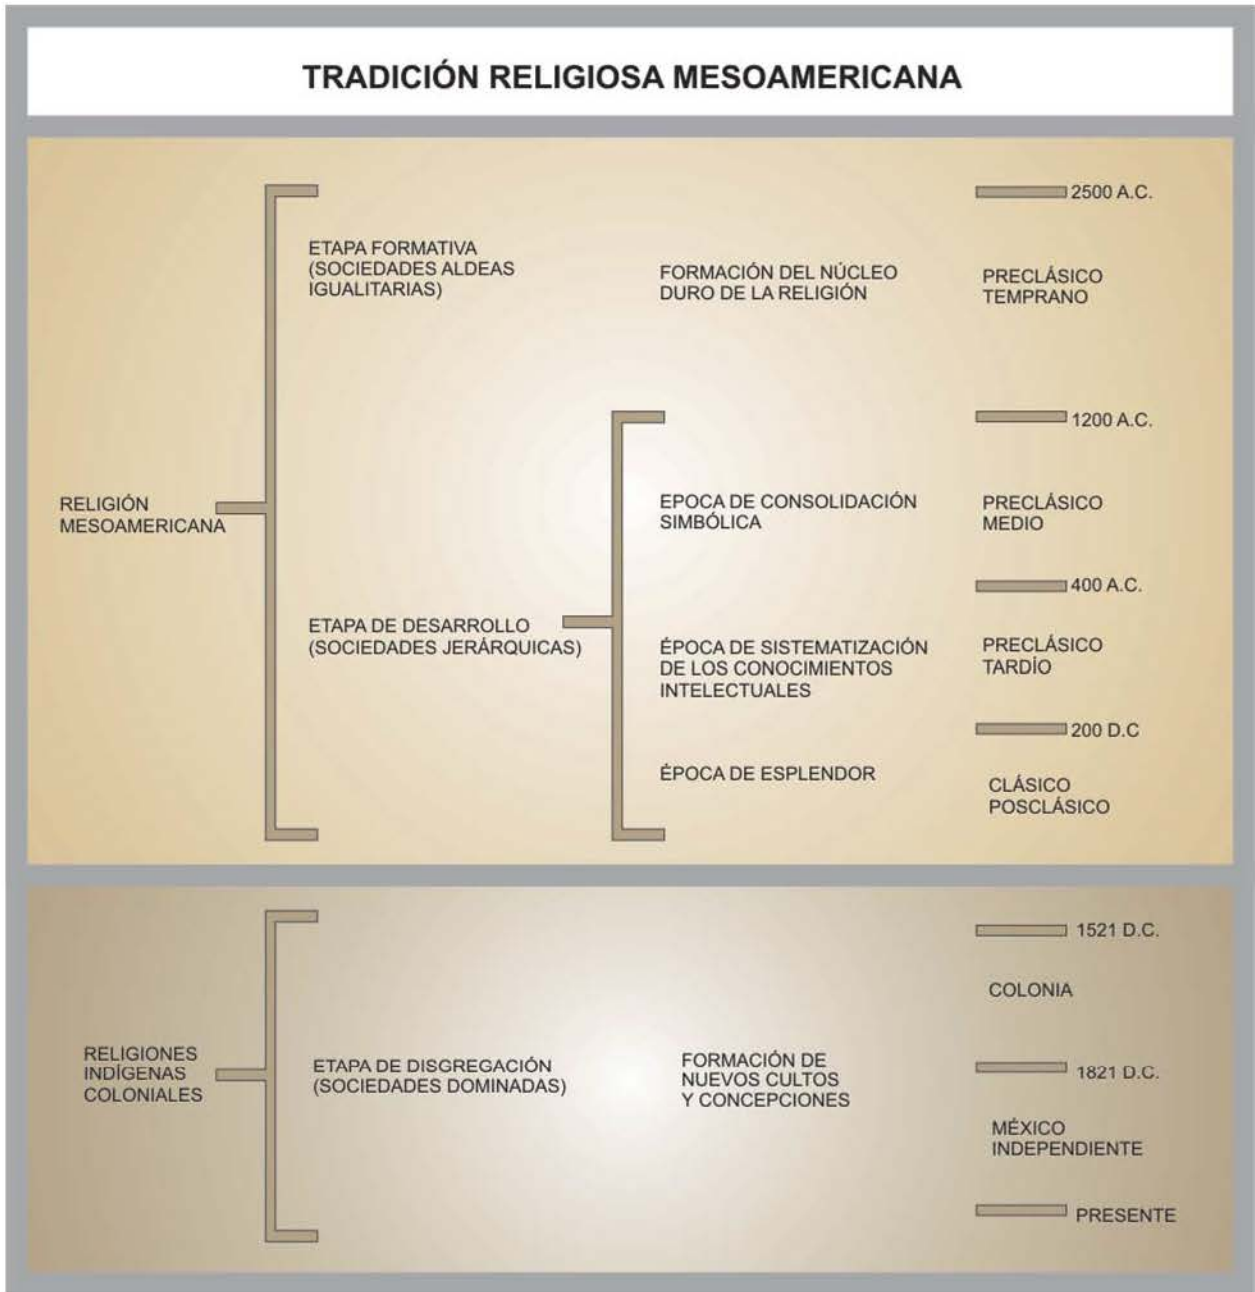 TRADICIÓN RELIGIOSA MESOAMERICANA
2500 A.C.
ETAPA FORMATIVA
(SOCIEDADES ALDEAS
IGUALITARIAS)
FORMACIÓN DEL NÚCLEO
DURO DE LA RELIGIÓN
PRECLÁSICO
TEMPRANO
1200 A.C.
RELIGIÓN
MESOAMERICANA
EPOCA DE CONSOLIDACIÓN
SIMBÓLICA
PRECLÁSICO
MEDIO
400 A.C.
ETAPA DE DESARROLLO
(SOCIEDADES JERÁRQUICAS)
ÉPOCA DE SISTEMATIZACIÓN
DE LOS CONOCIMIENTOS
INTELECTUALES
PRECLÁSICO
TARDÍO
200 D.C
ÉPOCA DE ESPLENDOR
CLÁSICO
POSCLÁSICO
1521 D.C.
COLONIA
RELIGIONES
INDÍGENAS
COLONIALES
ETAPA DE DISGREGACIÓN
(SOCIEDADES DOMINADAS)
FORMACIÓN DE
NUEVOS CULTOS
Y CONCEPCIONES
1821 D.C.
MÉXICO
INDEPENDIENTE
PRESENTE